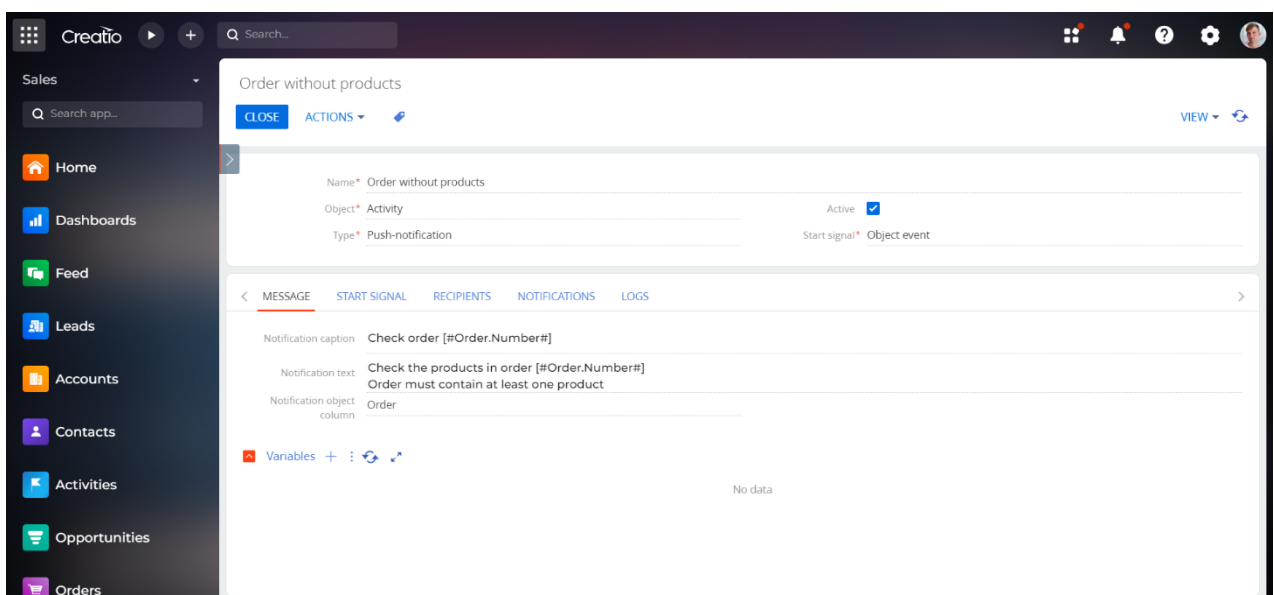 Creatio
Search...
Sales
Search app...
Home
Dashboards
Feed
Leads
Accounts
Contacts
Activities
Opportunities
Orders
Order without products
CLOSE ACTIONS VIEW
Name* Order without products
Object* Activity Active
Type* Push-notification Start signal* Object event
MESSAGE START SIGNAL RECIPIENTS NOTIFICATIONS LOGS
Notification caption Check order [#Order.Number#]
Notification text Check the products in order [#Order.Number#]
Order must contain at least one product
Notification object
column Order
Variables
No data